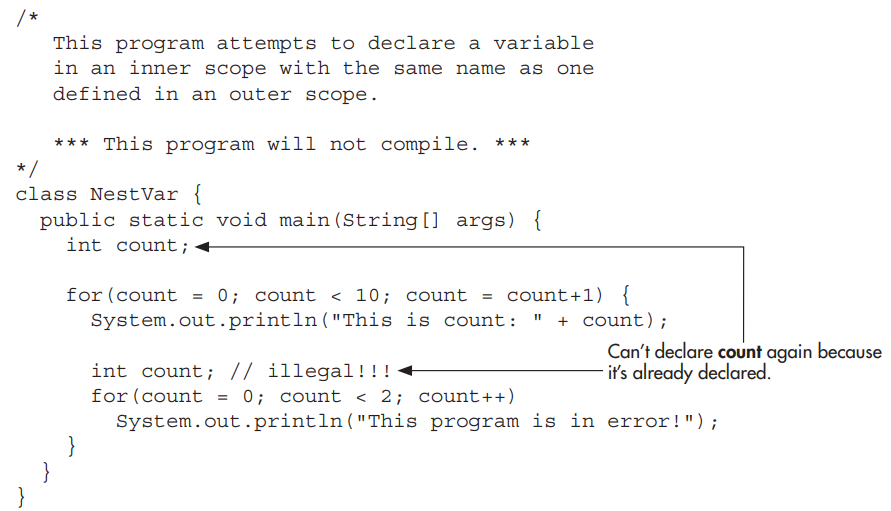 /*
   This program attempts to declare a variable
   in an inner scope with the same name as one
   defined in an outer scope.

   *** This program will not compile. ***
*/
class NestVar {
  public static void main(String[] args) {
    int count;

    for(count = 0; count < 10; count = count+1) {
      System.out.println("This is count: " + count);

      int count; // illegal!!!
      for(count = 0; count < 2; count++)
        System.out.println("This program is in error!");
    }
  }
}
Can't declare count again because
it's already declared.